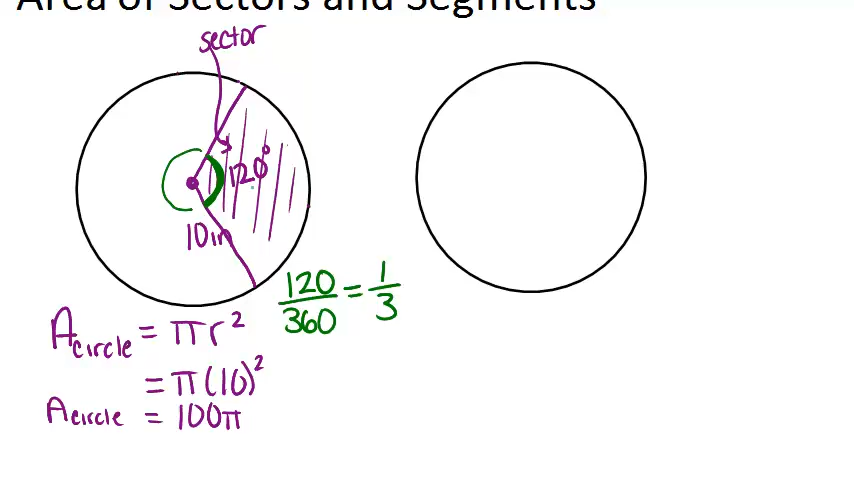 Area of Sectors and Segments
sector
120°
10in
120/360 = 1/3
A circle = πr²
= π(10)²
A circle = 100π